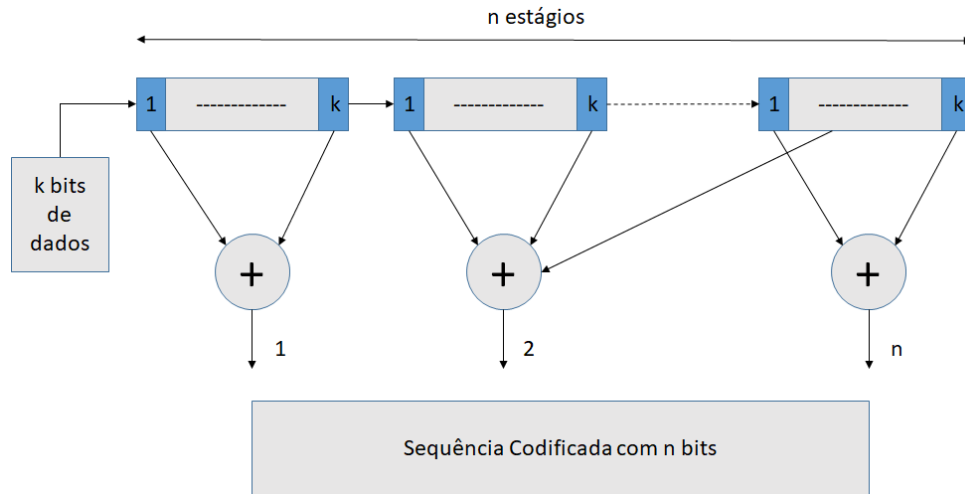 n estágios
1 ------------- k
1 ------------- k
1 ------------- k
k bits
de
dados
+
+
+
1
2
n
Sequência Codificada com n bits